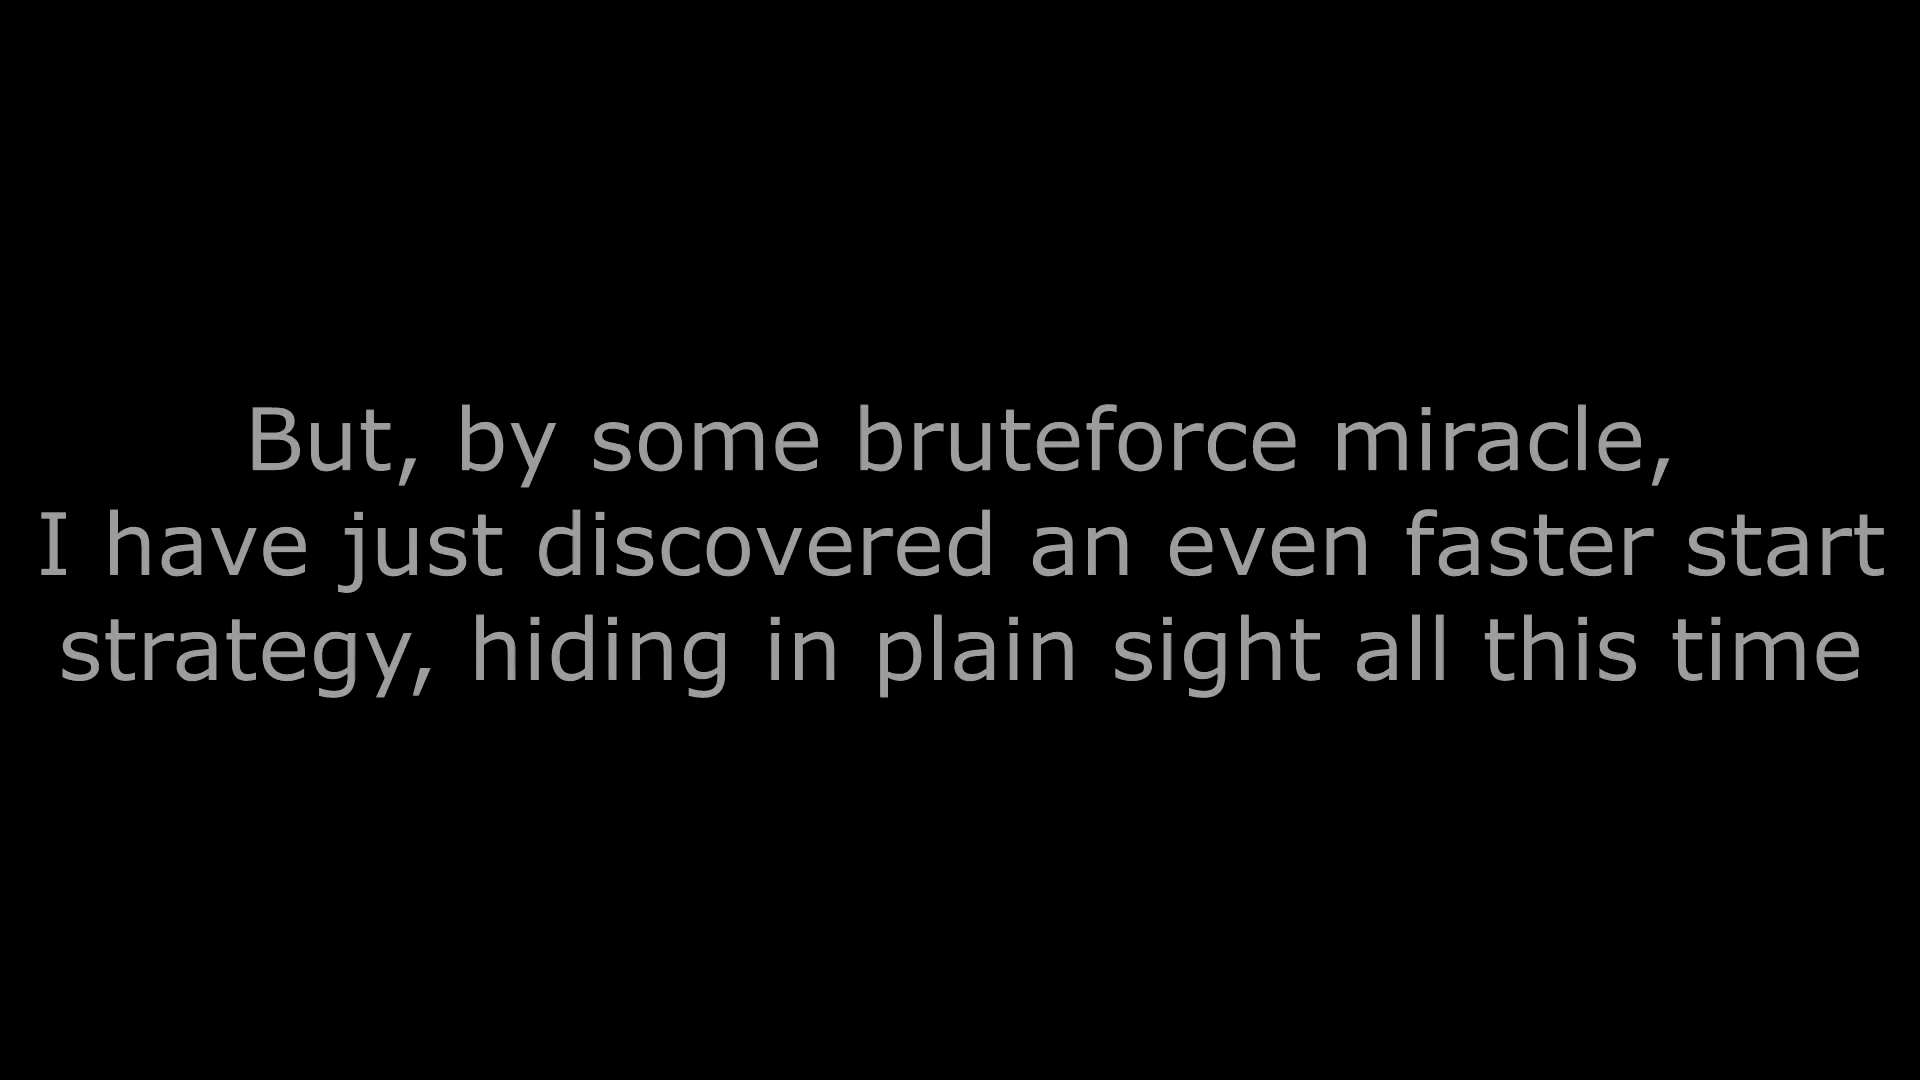 But, by some bruteforce miracle,
I have just discovered an even faster start
strategy, hiding in plain sight all this time